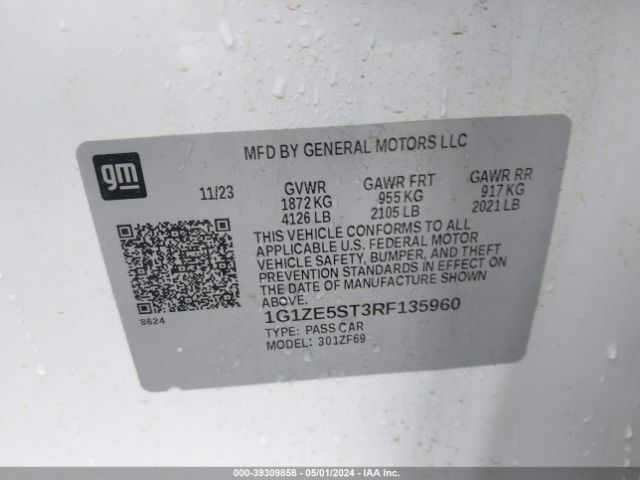 MFD BY GENERAL MOTORS LLC
gm
11/23 GVWR GAWR FRT GAWR RR
1872 KG 955 KG 917 KG
4126 LB 2105 LB 2021 LB
THIS VEHICLE CONFORMS TO ALL
APPLICABLE U.S. FEDERAL MOTOR
VEHICLE SAFETY, BUMPER, AND THEFT
PREVENTION STANDARDS IN EFFECT ON
THE DATE OF MANUFACTURE SHOWN
ABOVE.
8624
1G1ZE5ST3RF135960
TYPE: PASS CAR
MODEL: 301ZF69
000-39309858 - 05/01/2024 - IAA Inc.